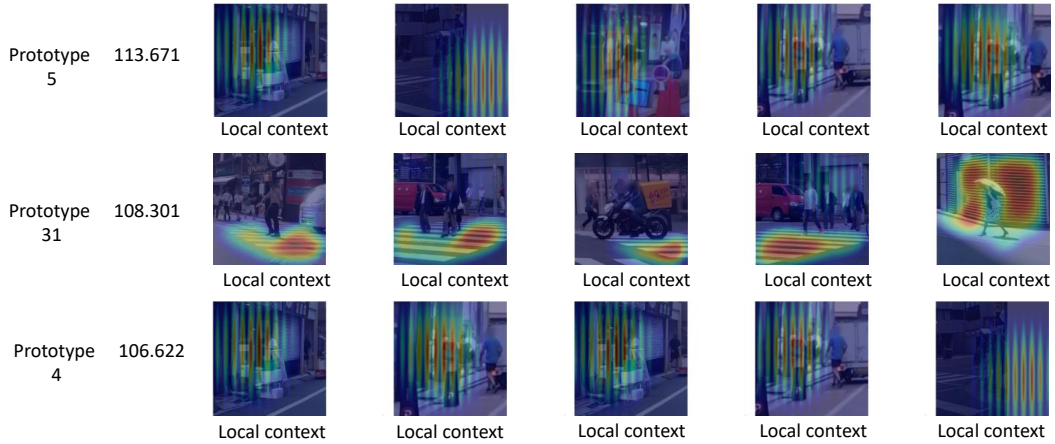 Prototype 113.671
5
Local context Local context Local context Local context Local context
Prototype 108.301
31
Local context Local context Local context Local context Local context
Prototype 106.622
4
Local context Local context Local context Local context Local context